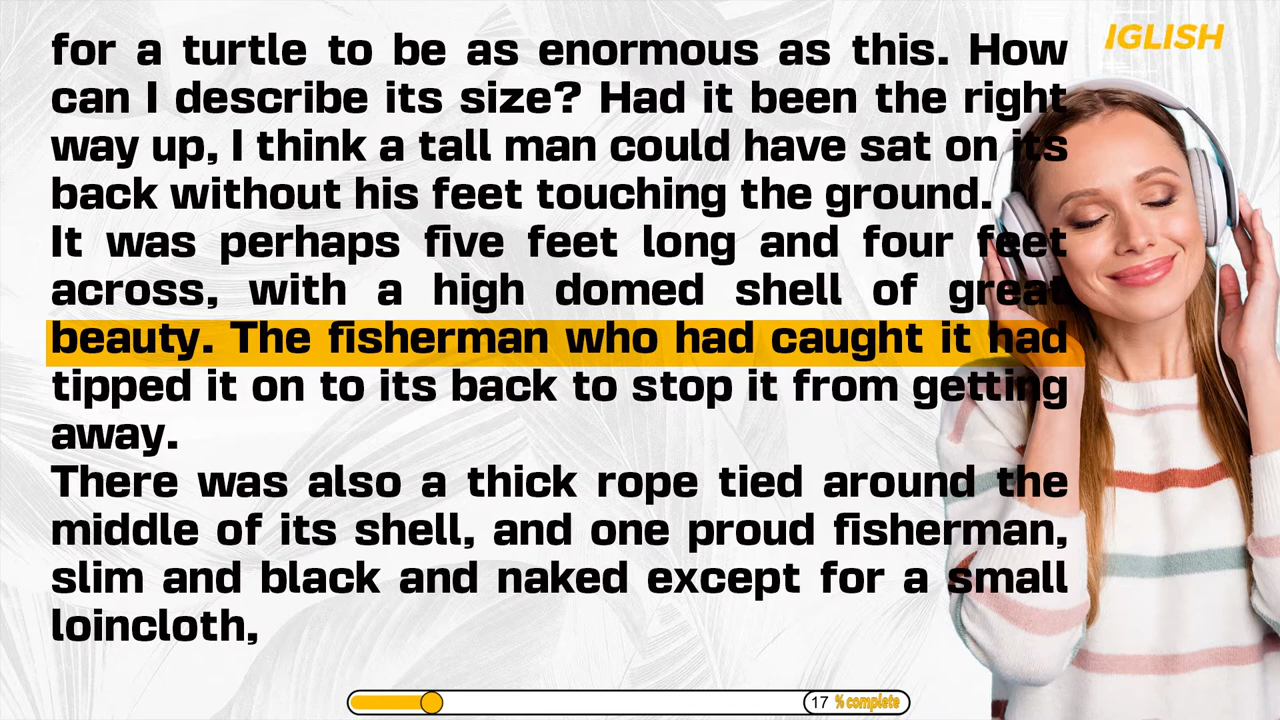 IGLISH
for a turtle to be as enormous as this. How
can I describe its size? Had it been the right
way up, I think a tall man could have sat on its
back without his feet touching the ground.
It was perhaps five feet long and four feet
across, with a high domed shell of great
beauty. The fisherman who had caught it had
tipped it on to its back to stop it from getting
away.
There was also a thick rope tied around the
middle of its shell, and one proud fisherman,
slim and black and naked except for a small
loincloth,
17 % complete